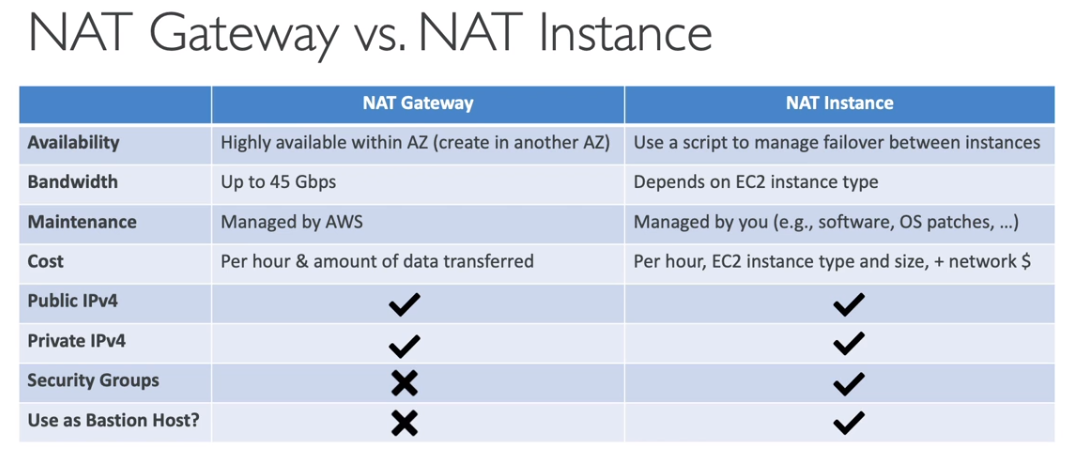 NAT Gateway vs. NAT Instance
NAT Gateway NAT Instance
Availability Highly available within AZ (create in another AZ) Use a script to manage failover between instances
Bandwidth Up to 45 Gbps Depends on EC2 instance type
Maintenance Managed by AWS Managed by you (e.g., software, OS patches, ...)
Cost Per hour & amount of data transferred Per hour, EC2 instance type and size, + network $
Public IPv4 ✔ ✔
Private IPv4 ✔ ✔
Security Groups ✖ ✔
Use as Bastion Host? ✖ ✔